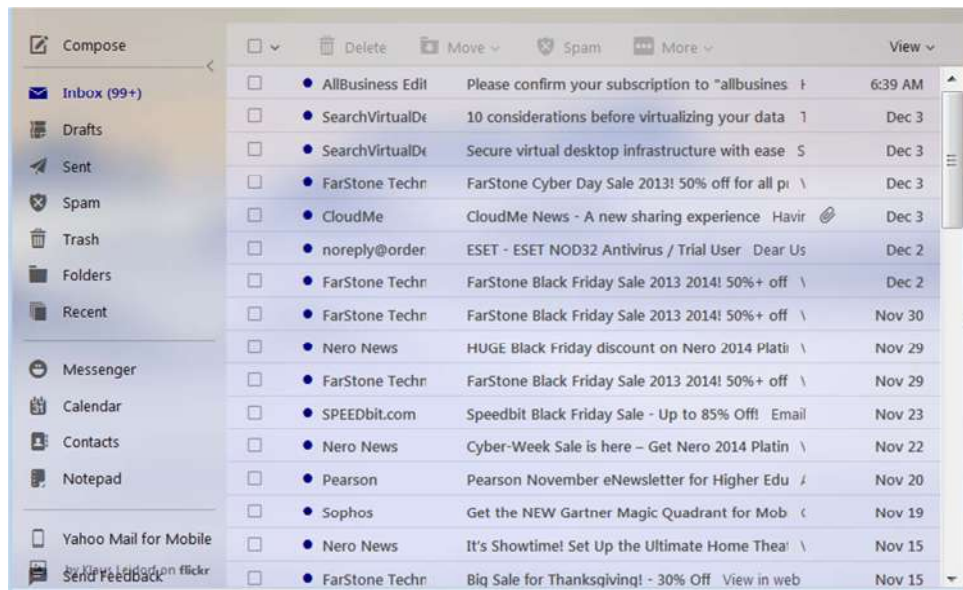 Compose
Inbox (99+)
Drafts
Sent
Spam
Trash
Folders
Recent
Messenger
Calendar
Contacts
Notepad
Yahoo Mail for Mobile
Send Feedback
by Klaus Leidorf on flickr
Delete Move Spam More View
AllBusiness Edit Please confirm your subscription to "allbusines 6:39 AM
SearchVirtualDe 10 considerations before virtualizing your data Dec 3
SearchVirtualDe Secure virtual desktop infrastructure with ease S Dec 3
FarStone Techn FarStone Cyber Day Sale 2013! 50% off for all Dec 3
CloudMe CloudMe News - A new sharing experience Havin Dec 3
noreply@order ESET - ESET NOD32 Antivirus / Trial User Dear Us Dec 2
FarStone Techn FarStone Black Friday Sale 2013 2014! 50%+ off Dec 2
FarStone Techn FarStone Black Friday Sale 2013 2014! 50%+ off Nov 30
Nero News HUGE Black Friday discount on Nero 2014 Platin Nov 29
FarStone Techn FarStone Black Friday Sale 2013 2014! 50%+ off Nov 29
SPEEDbit.com Speedbit Black Friday Sale - Up to 85% Off! Email Nov 23
Nero News Cyber-Week Sale is here – Get Nero 2014 Platin Nov 22
Pearson Pearson November eNewsletter for Higher Edu Nov 20
Sophos Get the NEW Gartner Magic Quadrant for Mob Nov 19
Nero News It's Showtime! Set Up the Ultimate Home Theat Nov 15
FarStone Techn Big Sale for Thanksgiving! - 30% Off View in web Nov 15